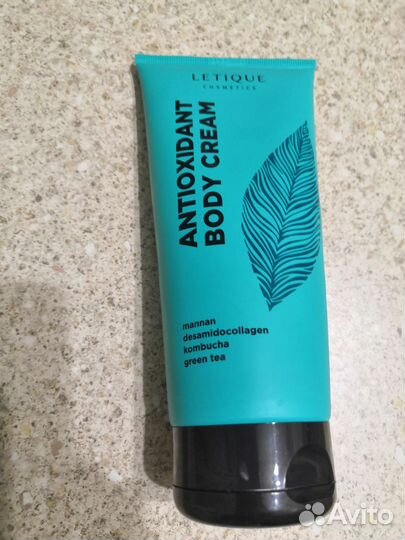 LETIQUE
COSMETICS
ANTIOXIDANT
BODY CREAM
mannan
desamidocollagen
kombucha
green tea
Avito